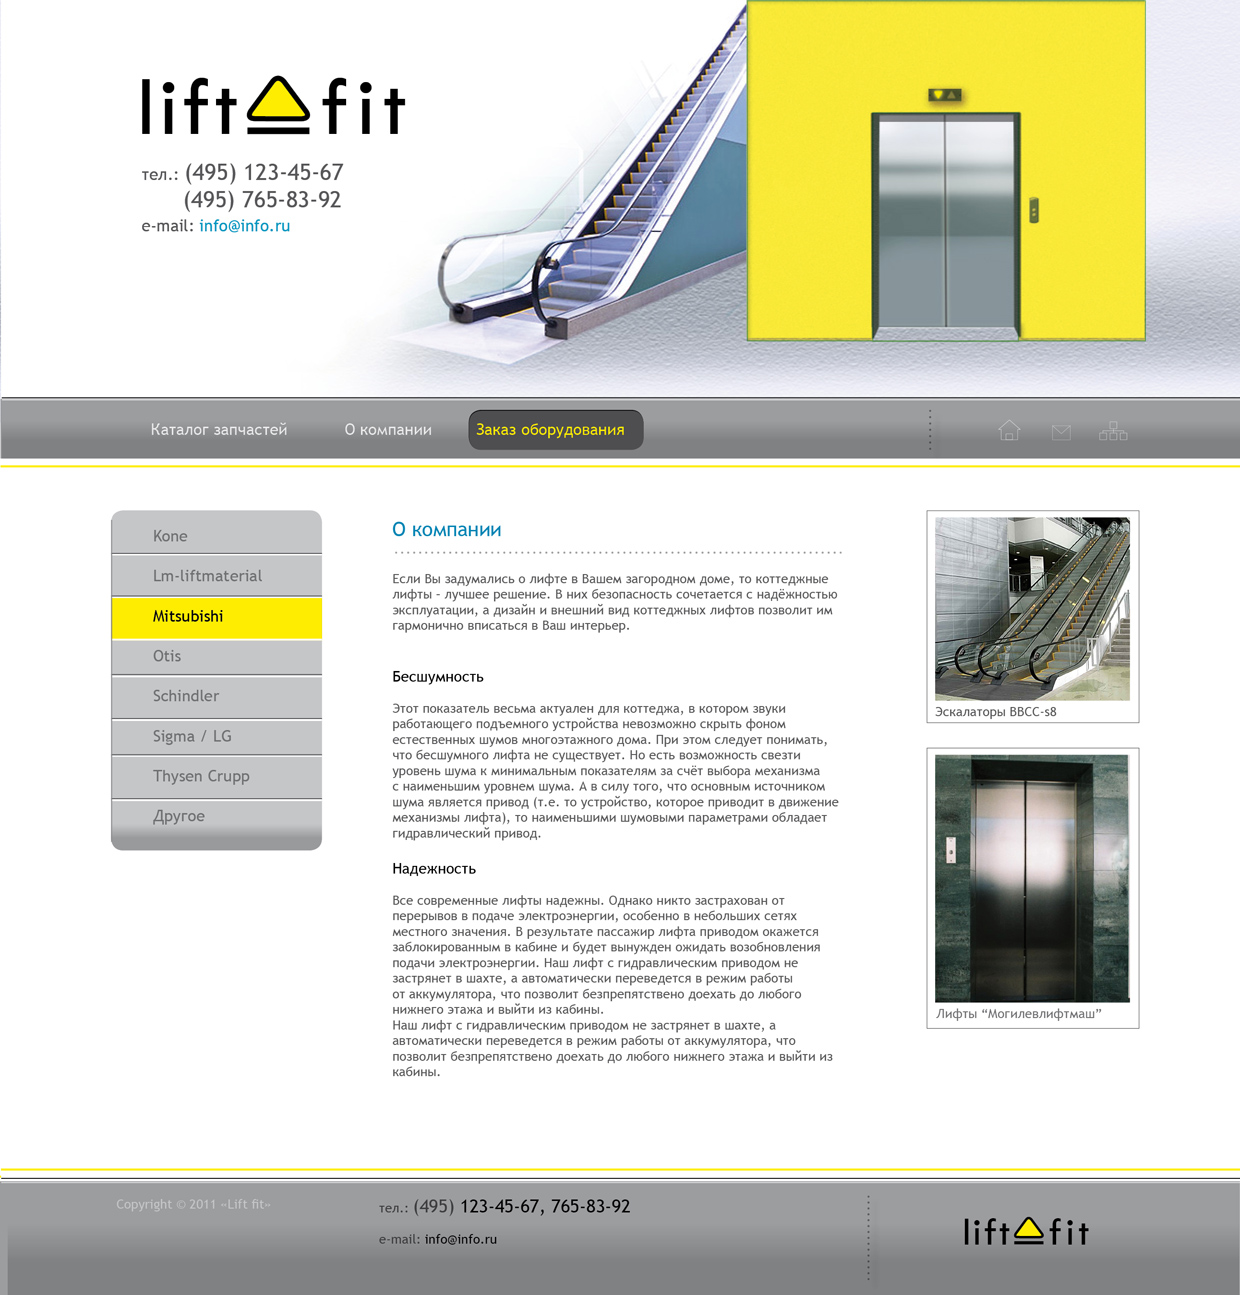 lift fit
тел.: (495) 123-45-67
(495) 765-83-92
e-mail: info@info.ru
Каталог запчастей
О компании
Заказ оборудования
Kone
Lm-liftmaterial
Mitsubishi
Otis
Schindler
Sigma / LG
Thysen Crupp
Другое
О компании
Если Вы задумались о лифте в Вашем загородном доме, то коттеджные
лифты - лучшее решение. В них безопасность сочетается с надёжностью
эксплуатации, а дизайн и внешний вид коттеджных лифтов позволит им
гармонично вписаться в Ваш интерьер.
Бесшумность
Этот показатель весьма актуален для коттеджа, в котором звуки
работающего подъемного устройства невозможно скрыть фоном
естественных шумов многоэтажного дома. При этом следует понимать,
что бесшумного лифта не существует. Но есть возможность свезти
уровень шума к минимальным показателям за счёт выбора механизма
с наименьшим уровнем шума. А в силу того, что основным источником
шума является привод (т.е. то устройство, которое приводит в движение
механизмы лифта), то наименьшими шумовыми параметрами обладает
гидравлический привод.
Надежность
Все современные лифты надежны. Однако никто застрахован от
перерывов в подаче электроэнергии, особенно в небольших сетях
местного значения. В результате пассажир лифта приводом окажется
заблокированным в кабине и будет вынужден ожидать возобновления
подачи электроэнергии. Наш лифт с гидравлическим приводом не
застрянет в шахте, а автоматически переведется в режим работы
от аккумулятора, что позволит безпрепятствено доехать до любого
нижнего этажа и выйти из кабины.
Наш лифт с гидравлическим приводом не застрянет в шахте, а
автоматически переведется в режим работы от аккумулятора, что
позволит безпрепятствено доехать до любого нижнего этажа и выйти из
кабины.
Эскалаторы BBCC-s8
Лифты “Могилевлифтмаш”
Copyright © 2011 «Lift fit»
тел.: (495) 123-45-67, 765-83-92
e-mail: info@info.ru
lift fit